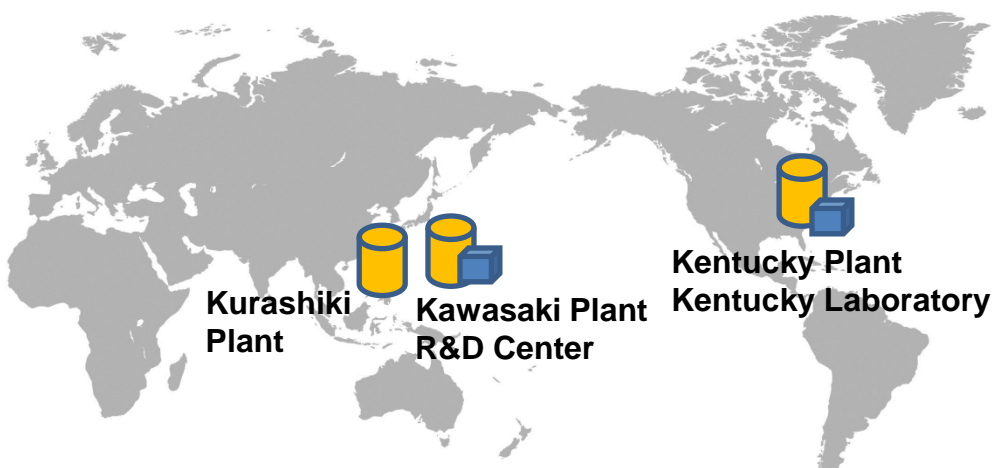 Kurashiki
Plant
Kawasaki Plant
R&D Center
Kentucky Plant
Kentucky Laboratory